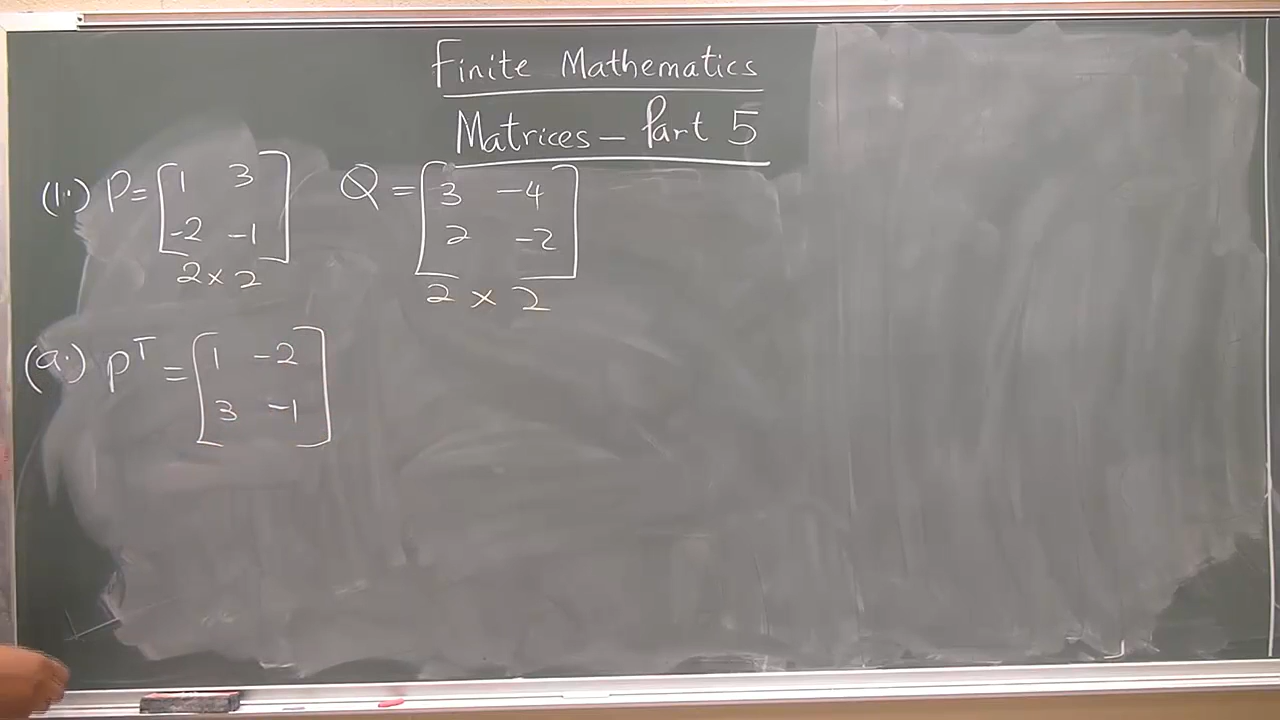 Finite Mathematics
Matrices – Part 5
(1.) P = [1 3 Q = [3 -4
-2 -1] 2 -2]
2 × 2 2 × 2
(a.) P^T = [1 -2
3 -1]